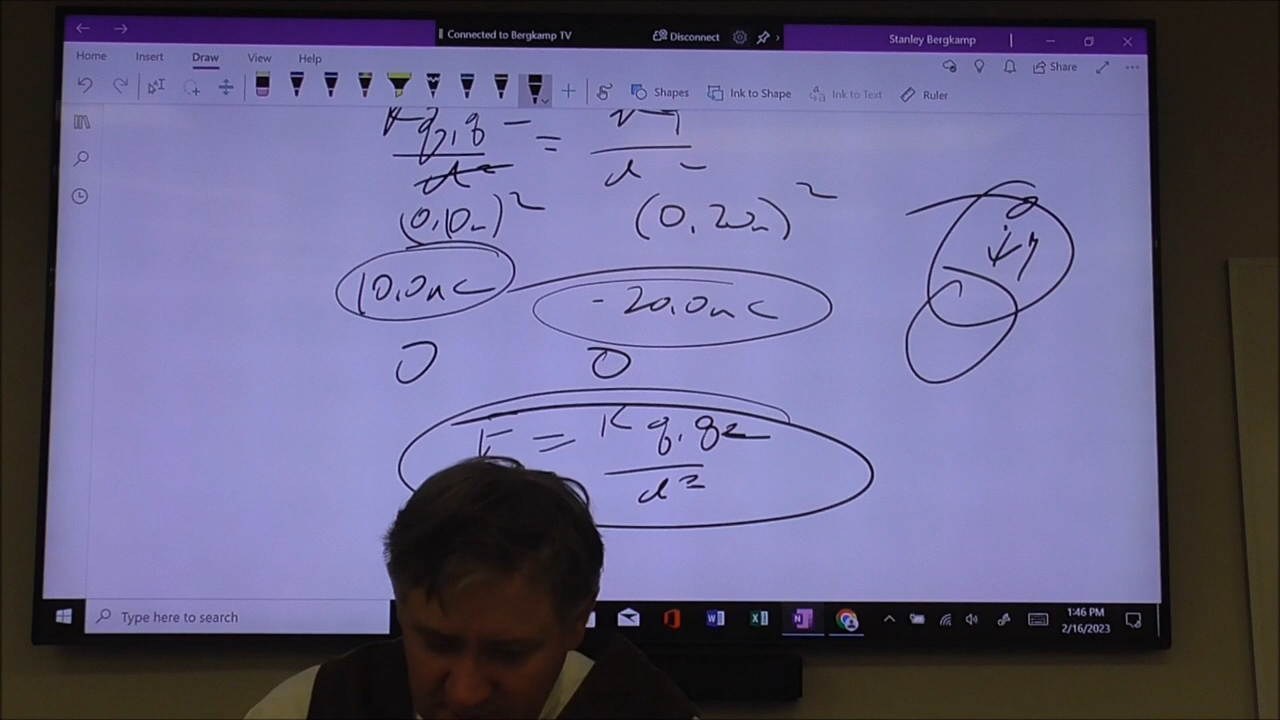 Connected to Bergkamp TV Disconnect
Stanley Bergkamp
Home Insert Draw View Help
Share
Shapes Ink to Shape Ink to Text Ruler
=
d²
(0.10m)² (0.20m)²
10.0nC -20.0nC
F = K q₁q₂
d²
Type here to search
1:46 PM
2/16/2023